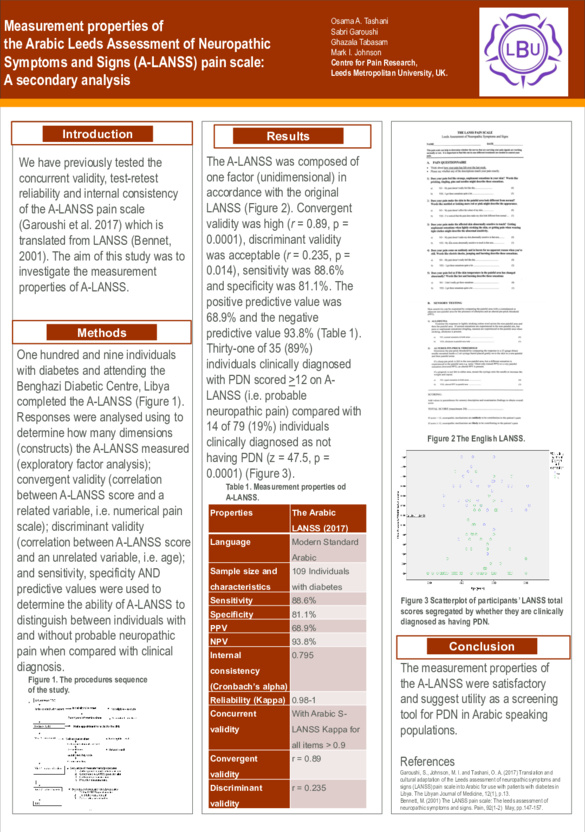 Measurement properties of
the Arabic Leeds Assessment of Neuropathic
Symptoms and Signs (A-LANSS) pain scale:
A secondary analysis
Osama A. Tashani
Sabri Garoushi
Ghazala Tabasam
Mark I. Johnson
Centre for Pain Research,
Leeds Metropolitan University, UK.
LBU
Introduction
We have previously tested the
concurrent validity, test-retest
reliability and internal consistency
of the A-LANSS pain scale
(Garoushi et al. 2017) which is
translated from LANSS (Bennet,
2001). The aim of this study was to
investigate the measurement
properties of A-LANSS.
Methods
One hundred and nine individuals
with diabetes and attending the
Benghazi Diabetic Centre, Libya
completed the A-LANSS (Figure 1).
Responses were analysed using to
determine how many dimensions
(constructs) the A-LANSS measured
(exploratory factor analysis);
convergent validity (correlation
between A-LANSS score and a
related variable, i.e. numerical pain
scale); discriminant validity
(correlation between A-LANSS score
and an unrelated variable, i.e. age);
and sensitivity, specificity AND
predictive values were used to
determine the ability of A-LANSS to
distinguish between individuals with
and without probable neuropathic
pain when compared with clinical
diagnosis.
Figure 1. The procedures sequence
of the study.
Results
The A-LANSS was composed of
one factor (unidimensional) in
accordance with the original
LANSS (Figure 2). Convergent
validity was high (r = 0.89, p =
0.0001), discriminant validity
was acceptable (r = 0.235, p =
0.014), sensitivity was 88.6%
and specificity was 81.1%. The
positive predictive value was
68.9% and the negative
predictive value 93.8% (Table 1).
Thirty-one of 35 (89%)
individuals clinically diagnosed
with PDN scored >12 on A-
LANSS (i.e. probable
neuropathic pain) compared with
14 of 79 (19%) individuals
clinically diagnosed as not
having PDN (z = 47.5, p =
0.0001) (Figure 3).
Table 1. Measurement properties od
A-LANSS.
Properties The Arabic
LANSS (2017)
Language Modern Standard
Arabic
Sample size and 109 Individuals
characteristics with diabetes
Sensitivity 88.6%
Specificity 81.1%
PPV 68.9%
NPV 93.8%
Internal 0.795
consistency
(Cronbach's alpha)
Reliability (Kappa) 0.98-1
Concurrent With Arabic S-
validity LANSS Kappa for
all items > 0.9
Convergent r = 0.89
validity
Discriminant r = 0.235
validity
THE LANSS PAIN SCALE
Leeds Assessment of Neuropathic Symptoms and Signs
NAME DATE
A. PAIN QUESTIONNAIRE
B. SENSORY TESTING
Figure 2 The English LANSS.
Figure 3 Scatterplot of participants' LANSS total
scores segregated by whether they are clinically
diagnosed as having PDN.
Conclusion
The measurement properties of
the A-LANSS were satisfactory
and suggest utility as a screening
tool for PDN in Arabic speaking
populations.
References
Garoushi, S., Johnson, M. I. and Tashani, O. A. (2017) Translation and
cultural adaptation of the Leeds assessment of neuropathic symptoms and
signs (LANSS) pain scale into Arabic for use with patients with diabetes in
Libya. The Libyan Journal of Medicine, 12(1), p.13.
Bennett, M. (2001) The LANSS pain scale: The leeds assessment of
neuropathic symptoms and signs. Pain, 92(1-2) May, pp.147-157.